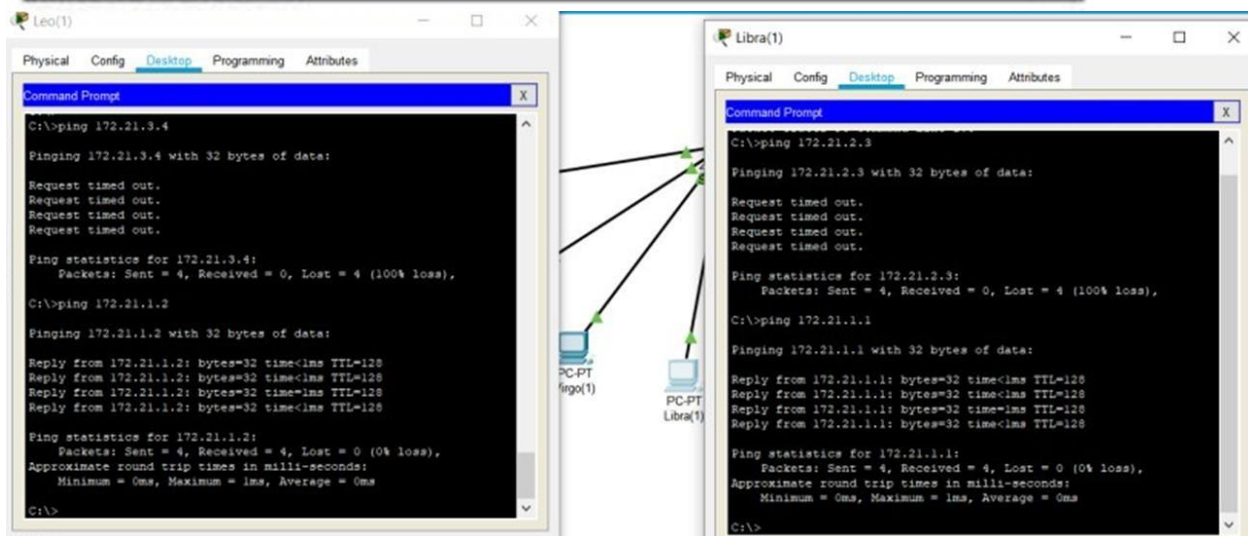 Leo(1)
Physical Config Desktop Programming Attributes
Command Prompt X
C:\>ping 172.21.3.4
Pinging 172.21.3.4 with 32 bytes of data:
Request timed out.
Request timed out.
Request timed out.
Request timed out.
Ping statistics for 172.21.3.4:
Packets: Sent = 4, Received = 0, Lost = 4 (100% loss),
C:\>ping 172.21.1.2
Pinging 172.21.1.2 with 32 bytes of data:
Reply from 172.21.1.2: bytes=32 time<1ms TTL=128
Reply from 172.21.1.2: bytes=32 time<1ms TTL=128
Reply from 172.21.1.2: bytes=32 time=1ms TTL=128
Reply from 172.21.1.2: bytes=32 time<1ms TTL=128
Ping statistics for 172.21.1.2:
Packets: Sent = 4, Received = 4, Lost = 0 (0% loss),
Approximate round trip times in milli-seconds:
Minimum = 0ms, Maximum = 1ms, Average = 0ms
C:\>
PC-PT
Virgo(1)
PC-PT
Libra(1)
Libra(1)
Physical Config Desktop Programming Attributes
Command Prompt X
C:\>ping 172.21.2.3
Pinging 172.21.2.3 with 32 bytes of data:
Request timed out.
Request timed out.
Request timed out.
Request timed out.
Ping statistics for 172.21.2.3:
Packets: Sent = 4, Received = 0, Lost = 4 (100% loss),
C:\>ping 172.21.1.1
Pinging 172.21.1.1 with 32 bytes of data:
Reply from 172.21.1.1: bytes=32 time<1ms TTL=128
Reply from 172.21.1.1: bytes=32 time<1ms TTL=128
Reply from 172.21.1.1: bytes=32 time=1ms TTL=128
Reply from 172.21.1.1: bytes=32 time<1ms TTL=128
Ping statistics for 172.21.1.1:
Packets: Sent = 4, Received = 4, Lost = 0 (0% loss),
Approximate round trip times in milli-seconds:
Minimum = 0ms, Maximum = 1ms, Average = 0ms
C:\>